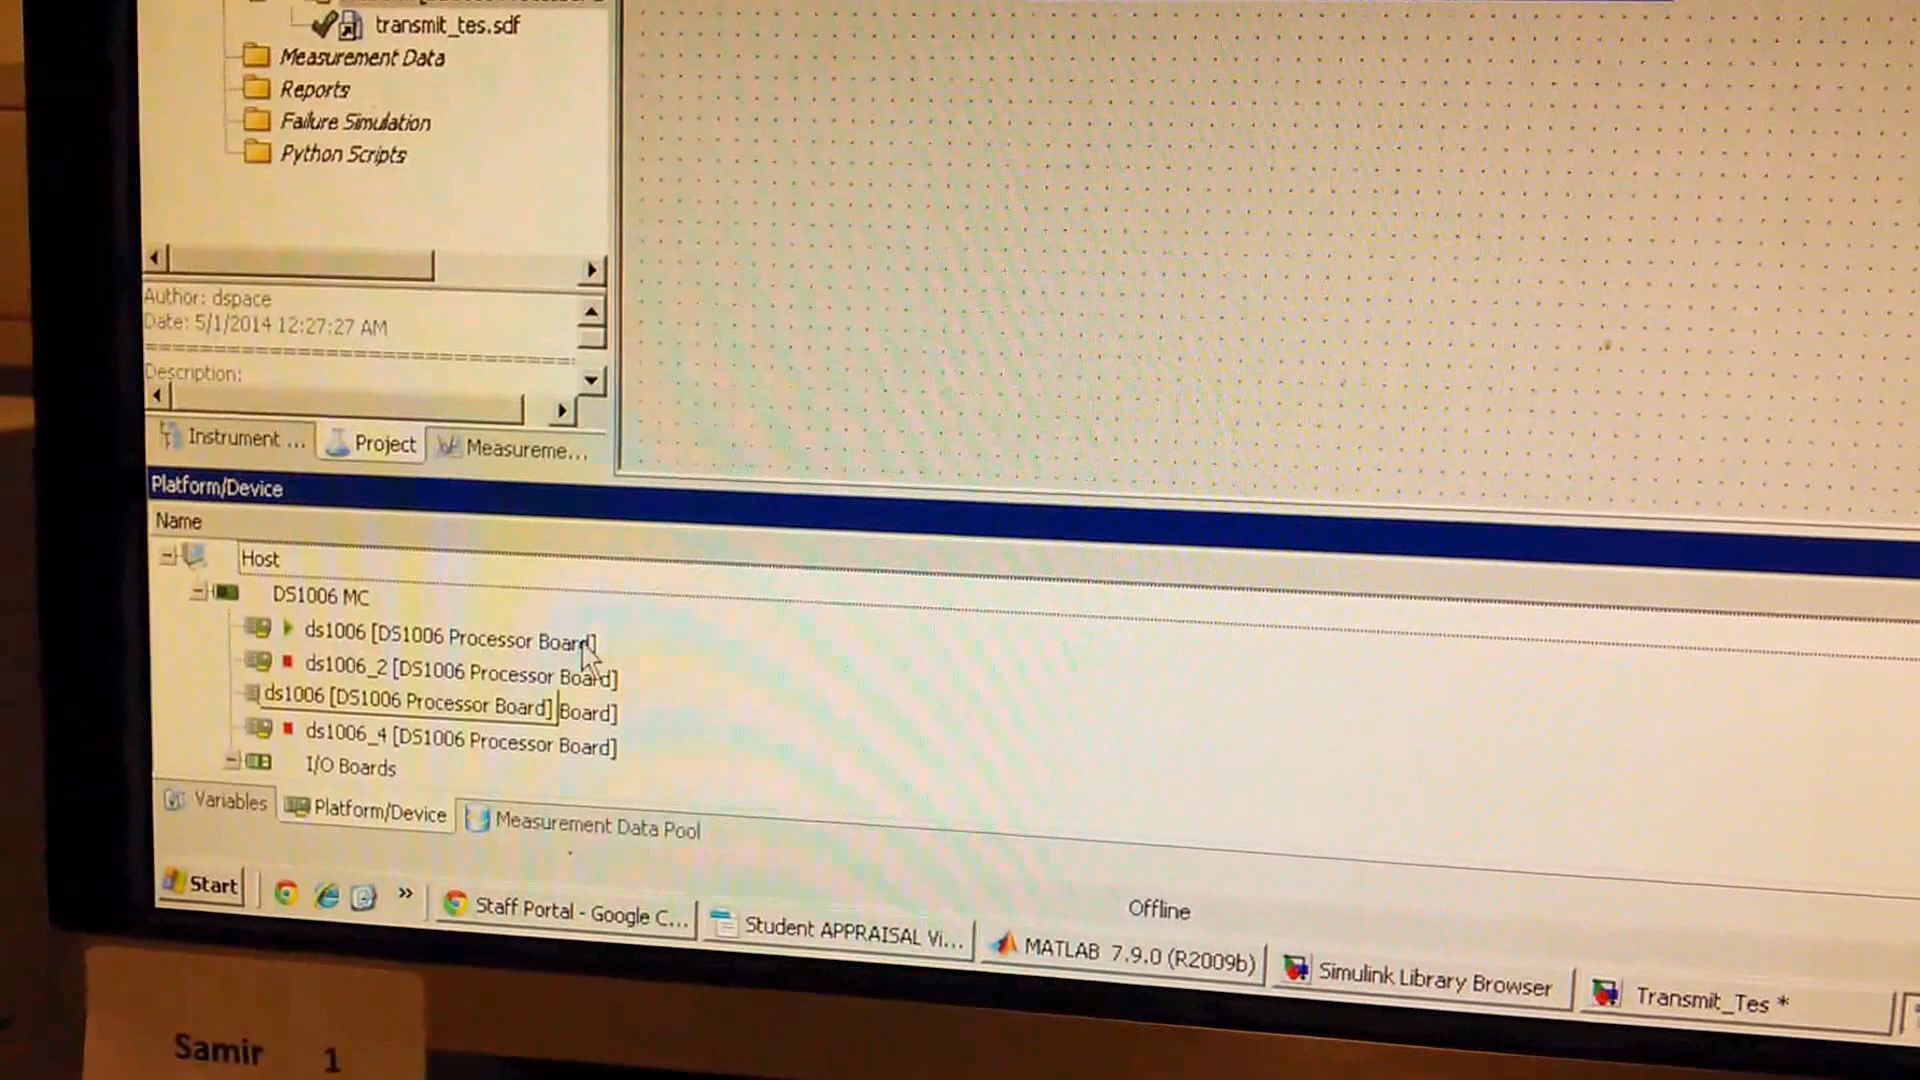 transmit_tes.sdf
Measurement Data
Reports
Failure Simulation
Python Scripts
Author: dspace
Date: 5/1/2014 12:27:27 AM
==========================================
Description:
Instrument ...
Project
Measureme...
Platform/Device
Name
Host
DS1006 MC
ds1006 [DS1006 Processor Board]
ds1006_2 [DS1006 Processor Board]
ds1006 [DS1006 Processor Board]
Board]
ds1006_4 [DS1006 Processor Board]
I/O Boards
Variables
Platform/Device
Measurement Data Pool
Offline
Start
»
Staff Portal - Google C...
Student APPRAISAL Vi...
MATLAB 7.9.0 (R2009b)
Simulink Library Browser
Transmit_Tes *
Samir 1